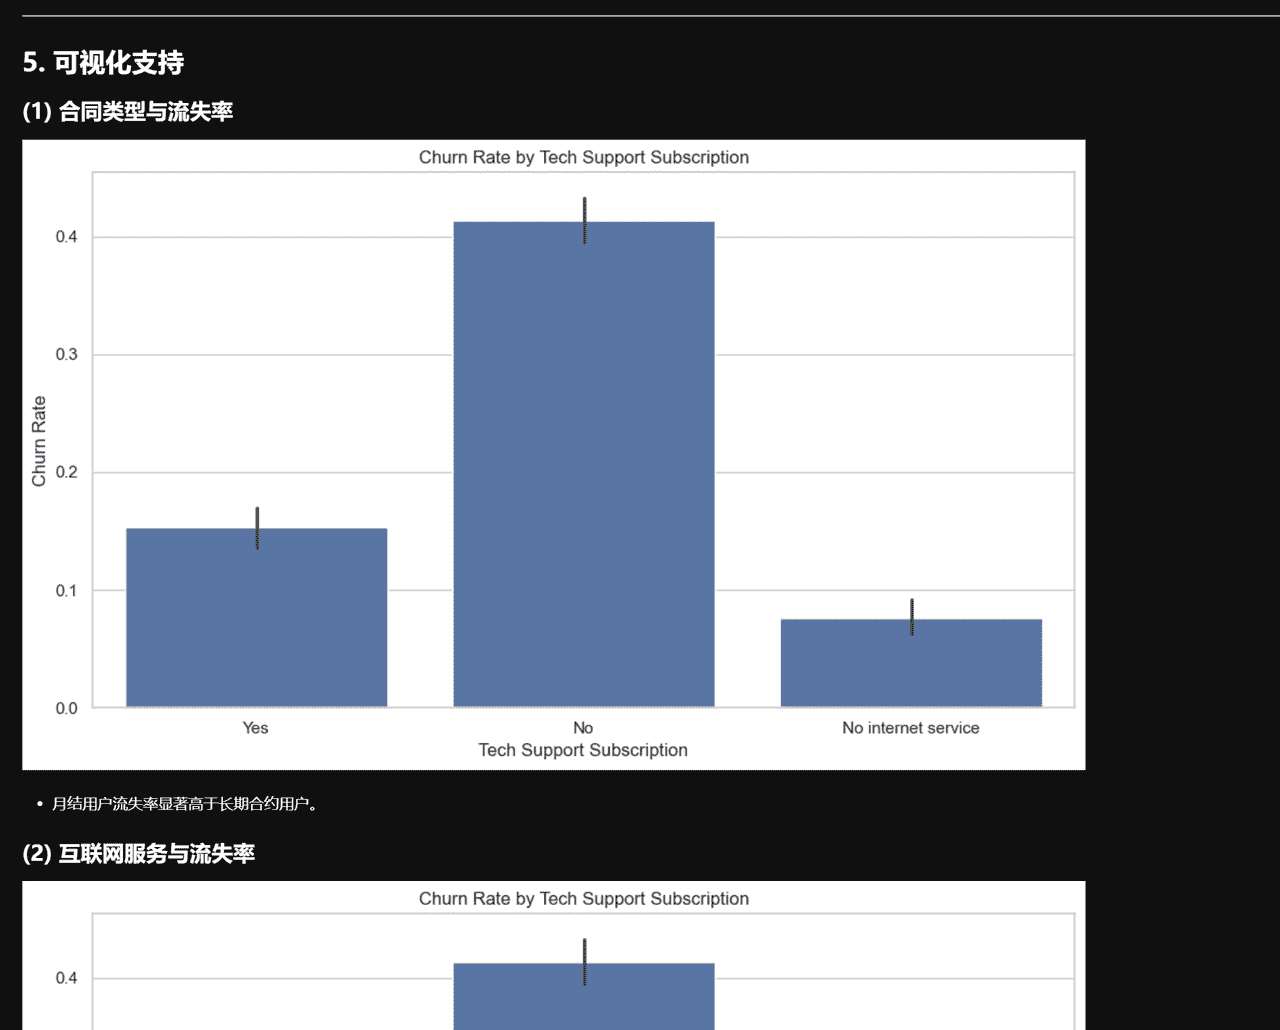 5. 可视化支持
(1) 合同类型与流失率
Churn Rate by Tech Support Subscription
0.4
0.3
0.2
0.1
0.0
Churn Rate
Yes No No internet service
Tech Support Subscription
• 月结用户流失率显著高于长期合约用户。
(2) 互联网服务与流失率
Churn Rate by Tech Support Subscription
0.4